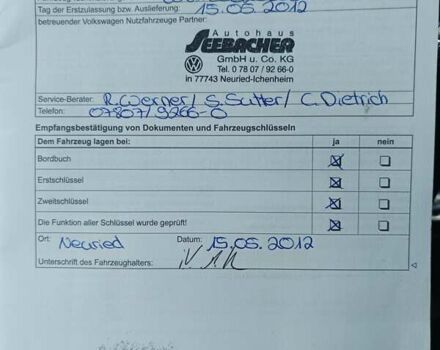 Tag der Erstzulassung bzw. Auslieferung: 15.05.2012
betreuender Volkswagen Nutzfahrzeuge Partner:
Autohaus
SEEBACHER
GmbH u. Co. KG
Tel. 0 78 07 / 92 66-0
in 77743 Neuried-Ichenheim
Service-Berater: R. Werner / S. Sutter / C. Dietrich
Telefon: 07807/9266-0
Empfangsbestätigung von Dokumenten und Fahrzeugschlüsseln
Dem Fahrzeug lagen bei: ja nein
Bordbuch
Erstschlüssel
Zweitschlüssel
Die Funktion aller Schlüssel wurde geprüft!
Ort: Neuried Datum: 15.05.2012
Unterschrift des Fahrzeughalters: